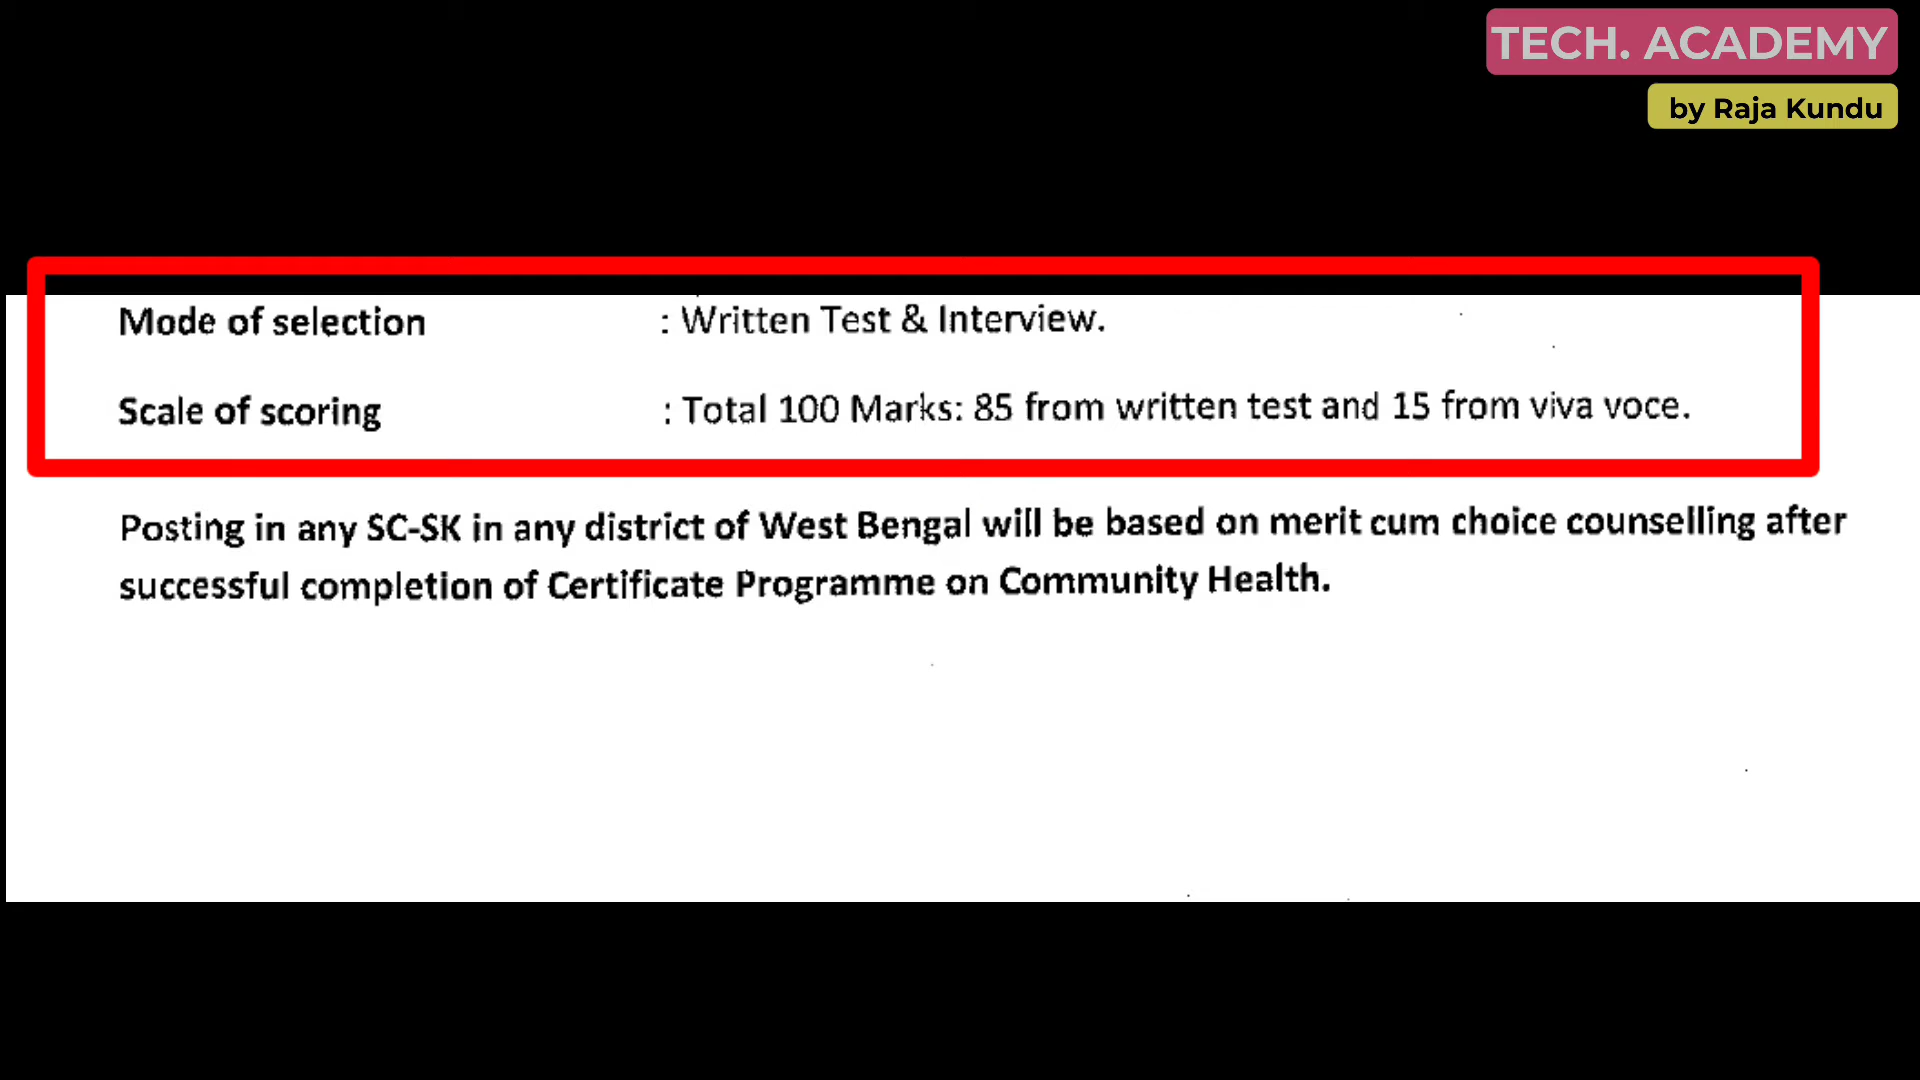 TECH. ACADEMY
by Raja Kundu
Mode of selection : Written Test & Interview.
Scale of scoring : Total 100 Marks: 85 from written test and 15 from viva voce.
Posting in any SC-SK in any district of West Bengal will be based on merit cum choice counselling after
successful completion of Certificate Programme on Community Health.